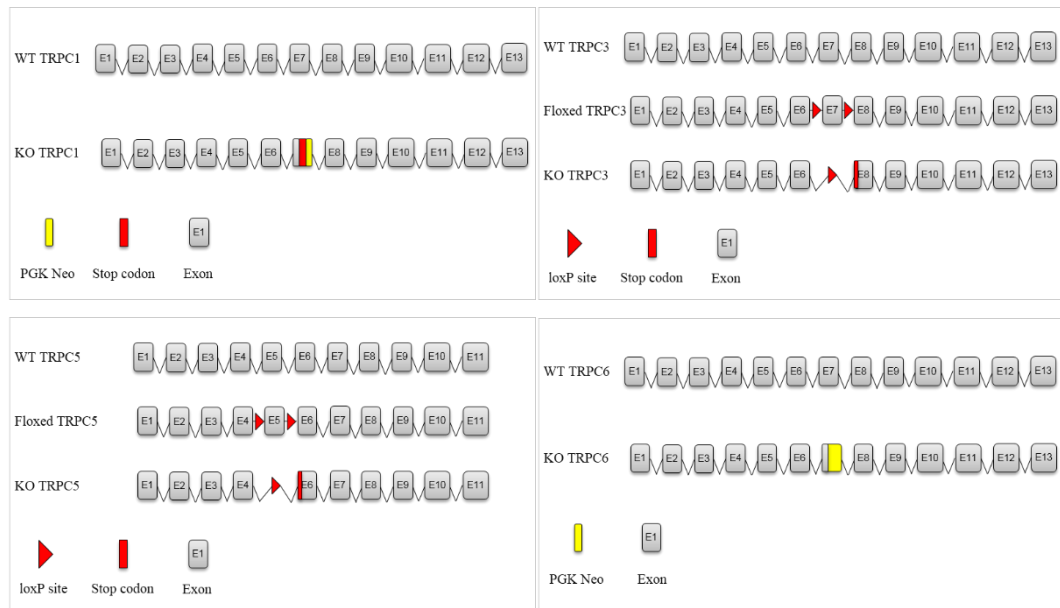 WT TRPC1 E1 E2 E3 E4 E5 E6 E7 E8 E9 E10 E11 E12 E13
KO TRPC1 E1 E2 E3 E4 E5 E6 E8 E9 E10 E11 E12 E13
E1
PGK Neo Stop codon Exon
WT TRPC3 E1 E2 E3 E4 E5 E6 E7 E8 E9 E10 E11 E12 E13
Floxed TRPC3 E1 E2 E3 E4 E5 E6 E7 E8 E9 E10 E11 E12 E13
KO TRPC3 E1 E2 E3 E4 E5 E6 E8 E9 E10 E11 E12 E13
E1
loxP site Stop codon Exon
WT TRPC5 E1 E2 E3 E4 E5 E6 E7 E8 E9 E10 E11
Floxed TRPC5 E1 E2 E3 E4 E5 E6 E7 E8 E9 E10 E11
KO TRPC5 E1 E2 E3 E4 E6 E7 E8 E9 E10 E11
E1
loxP site Stop codon Exon
WT TRPC6 E1 E2 E3 E4 E5 E6 E7 E8 E9 E10 E11 E12 E13
KO TRPC6 E1 E2 E3 E4 E5 E6 E8 E9 E10 E11 E12 E13
E1
PGK Neo Exon